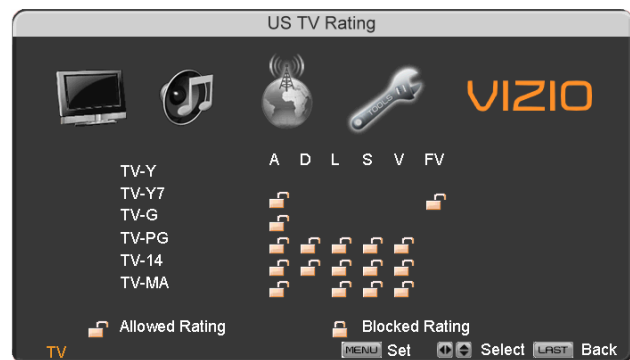 US TV Rating
TOOLS
VIZIO
A D L S V FV
TV-Y
TV-Y7
TV-G
TV-PG
TV-14
TV-MA
Allowed Rating Blocked Rating
TV MENU Set Select LAST Back